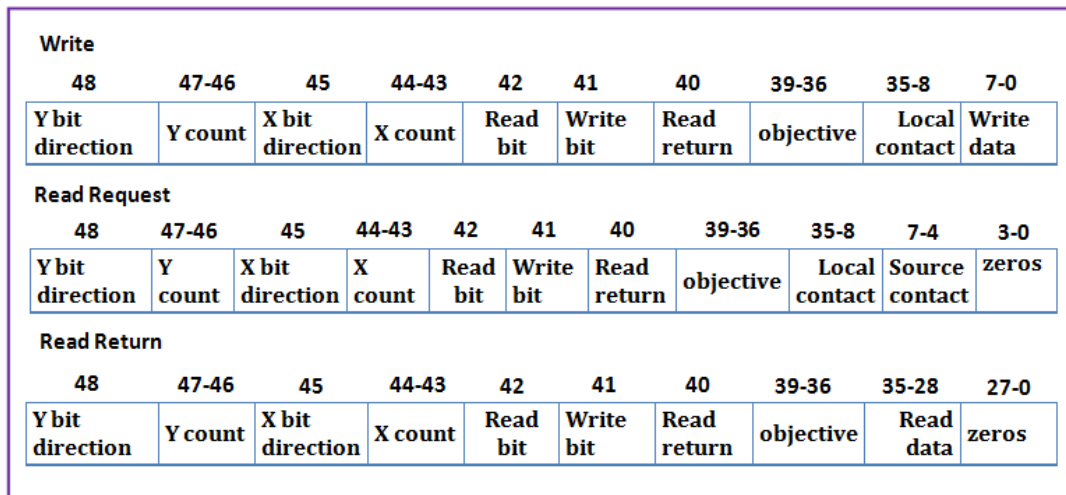 Write
48 47-46 45 44-43 42 41 40 39-36 35-8 7-0
Y bit direction Y count X bit direction X count Read bit Write bit Read return objective Local contact Write data
Read Request
48 47-46 45 44-43 42 41 40 39-36 35-8 7-4 3-0
Y bit direction Y count X bit direction X count Read bit Write bit Read return objective Local contact Source contact zeros
Read Return
48 47-46 45 44-43 42 41 40 39-36 35-28 27-0
Y bit direction Y count X bit direction X count Read bit Write bit Read return objective Read data zeros